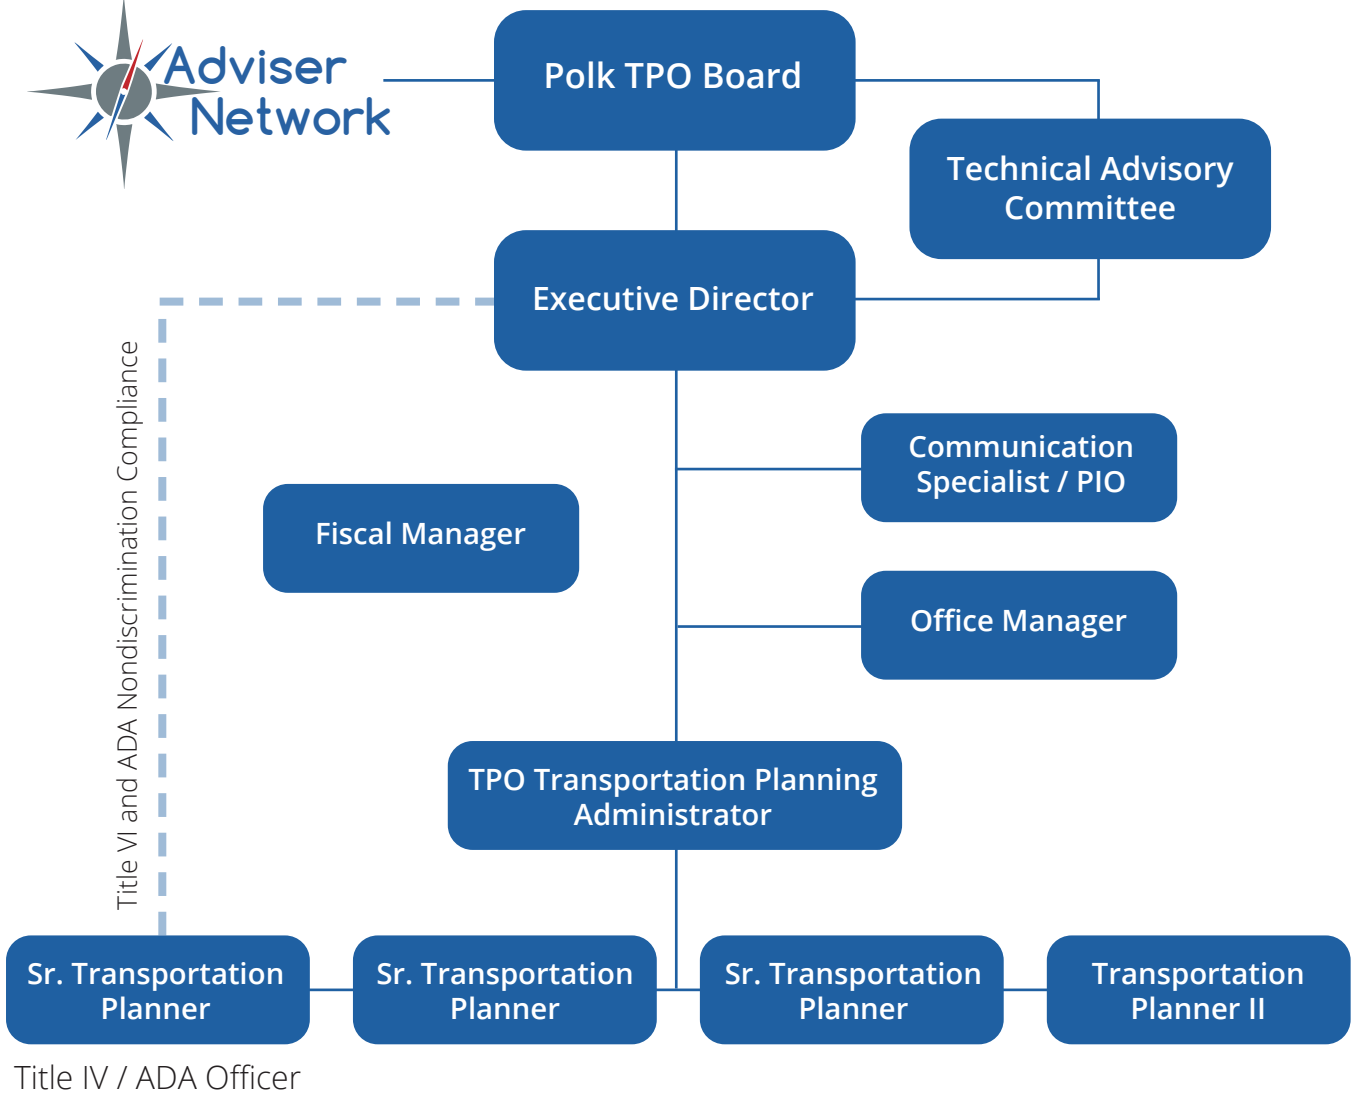 Adviser
Network
Polk TPO Board
Technical Advisory
Committee
Executive Director
Title VI and ADA Nondiscrimination Compliance
Communication
Specialist / PIO
Fiscal Manager
Office Manager
TPO Transportation Planning
Administrator
Sr. Transportation
Planner
Sr. Transportation
Planner
Sr. Transportation
Planner
Transportation
Planner II
Title IV / ADA Officer